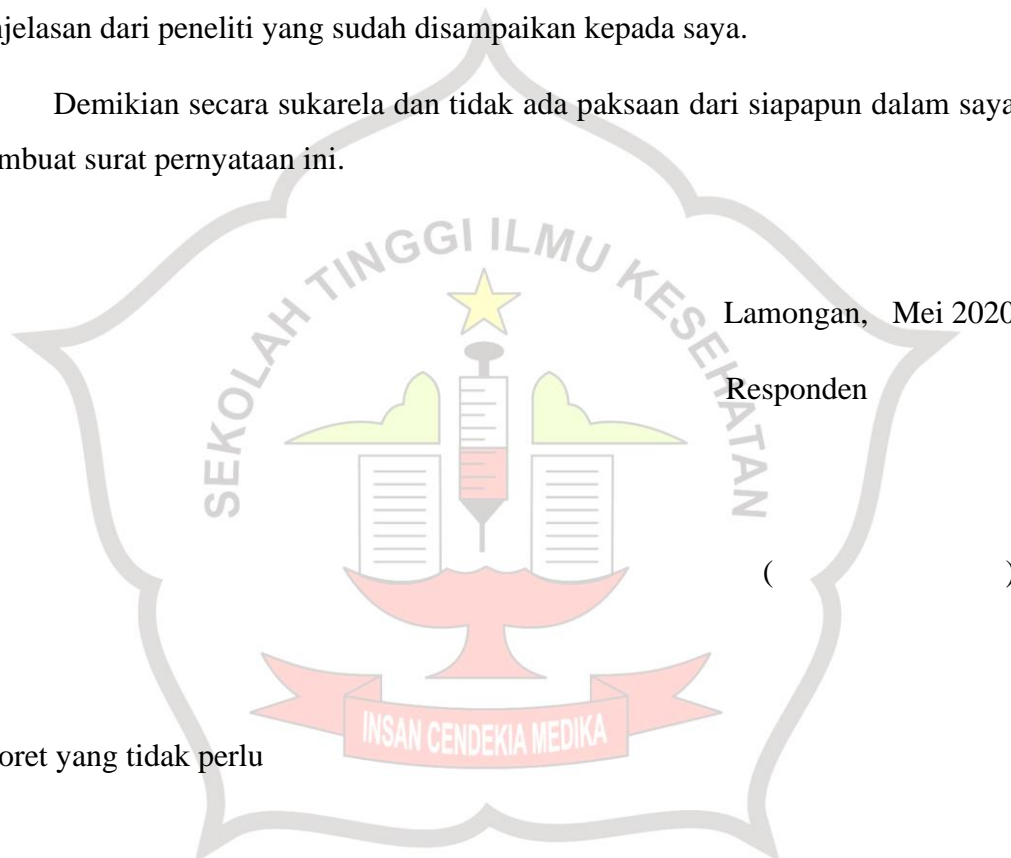 njelasan dari peneliti yang sudah disampaikan kepada saya.
Demikian secara sukarela dan tidak ada paksaan dari siapapun dalam saya
mbuat surat pernyataan ini.
SEKOLAH TINGGI ILMU KESEHATAN
Lamongan, Mei 2020
Responden
( )
INSAN CENDEKIA MEDIKA
oret yang tidak perlu